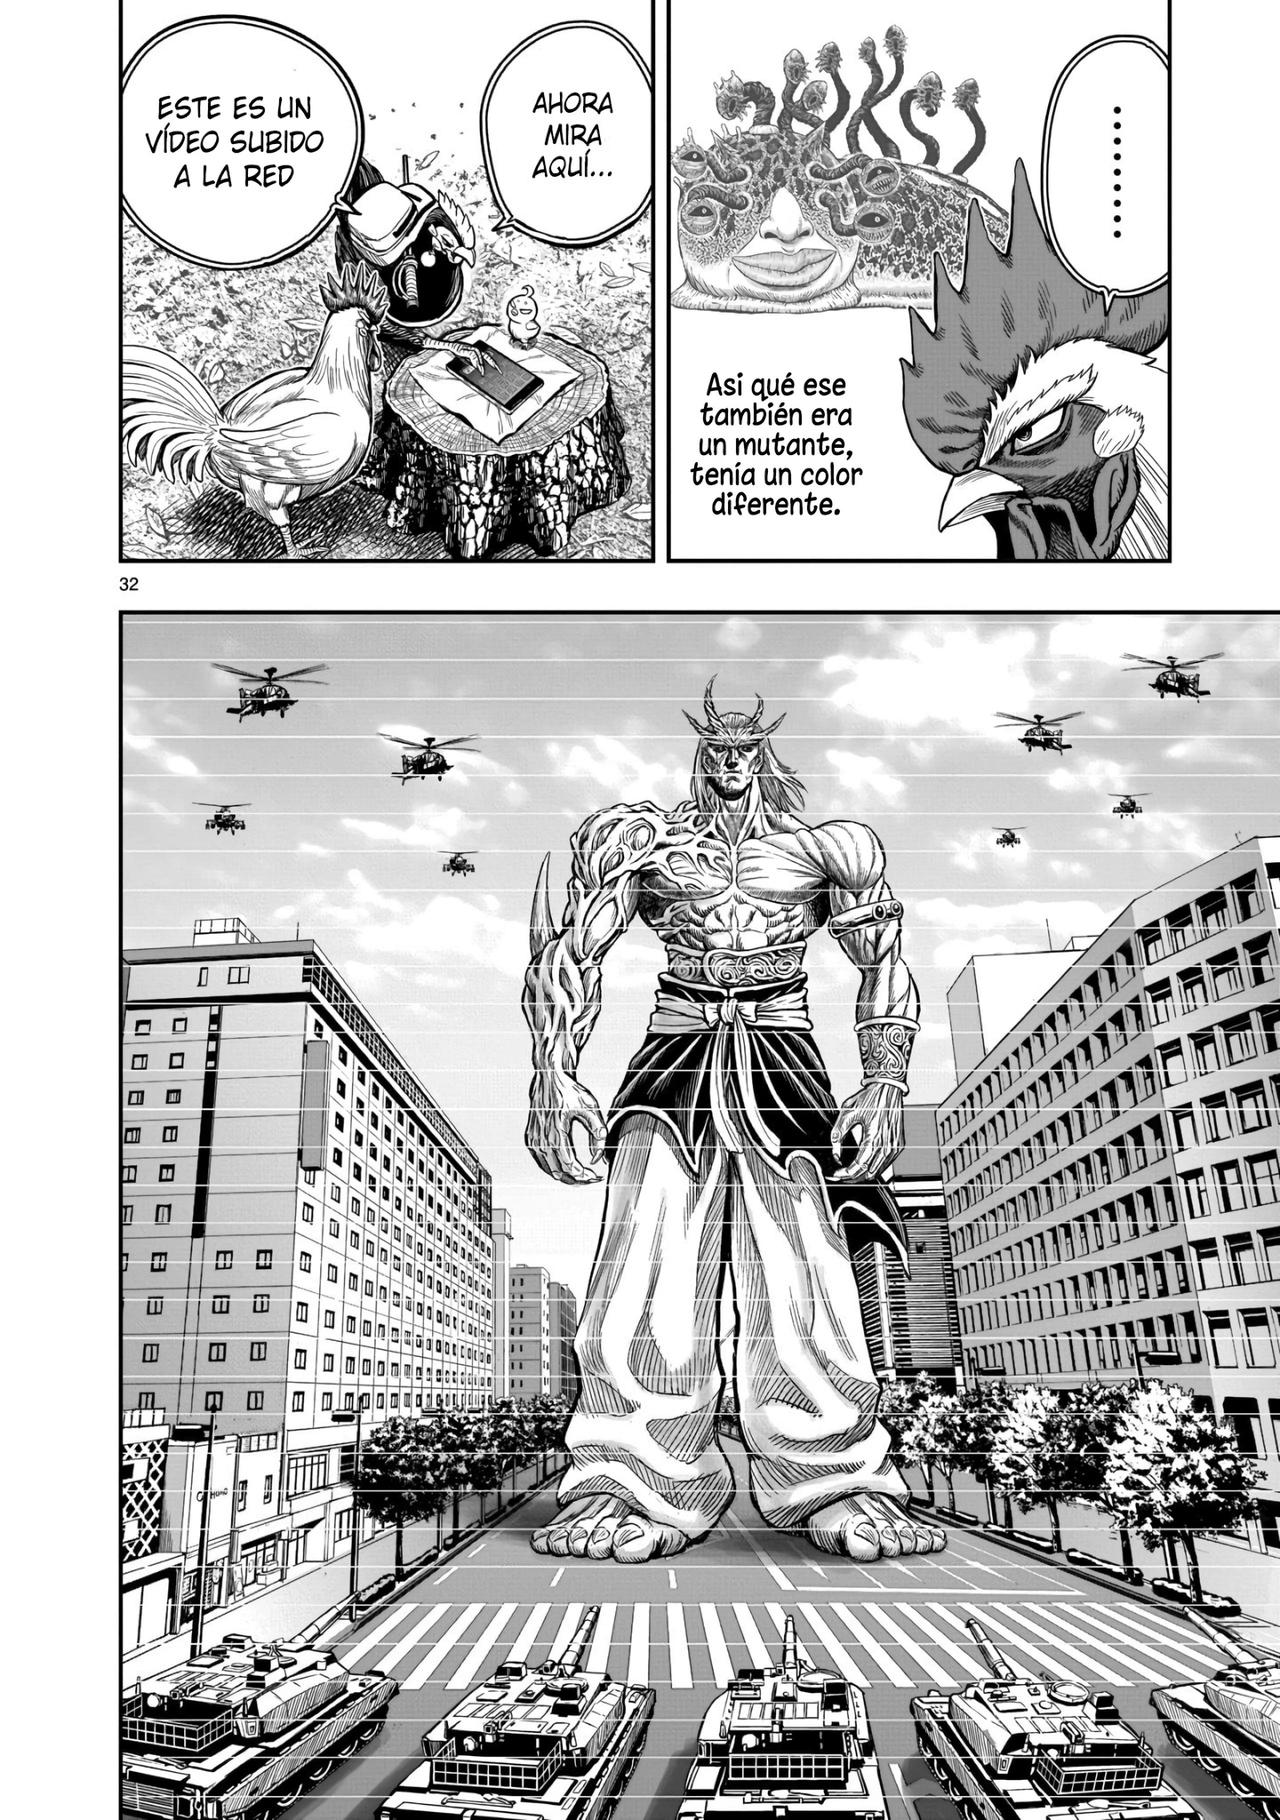 .........
Asi qué ese
también era
un mutante,
tenía un color
diferente.
AHORA
MIRA
AQUÍ...
ESTE ES UN
VÍDEO SUBIDO
A LA RED
32